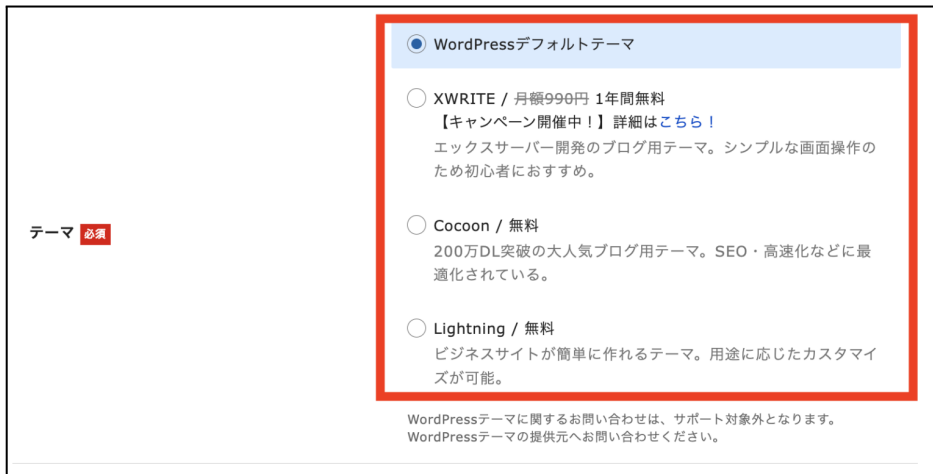 WordPressデフォルトテーマ
XWRITE / 月額990円 1年間無料
【キャンペーン開催中！】詳細はこちら！
エックスサーバー開発のブログ用テーマ。シンプルな画面操作の
ため初心者におすすめ。
テーマ 必須
Cocoon / 無料
200万DL突破の大人気ブログ用テーマ。SEO・高速化などに最
適化されている。
Lightning / 無料
ビジネスサイトが簡単に作れるテーマ。用途に応じたカスタマイ
ズが可能。
WordPressテーマに関するお問い合わせは、サポート対象外となります。
WordPressテーマの提供元へお問い合わせください。